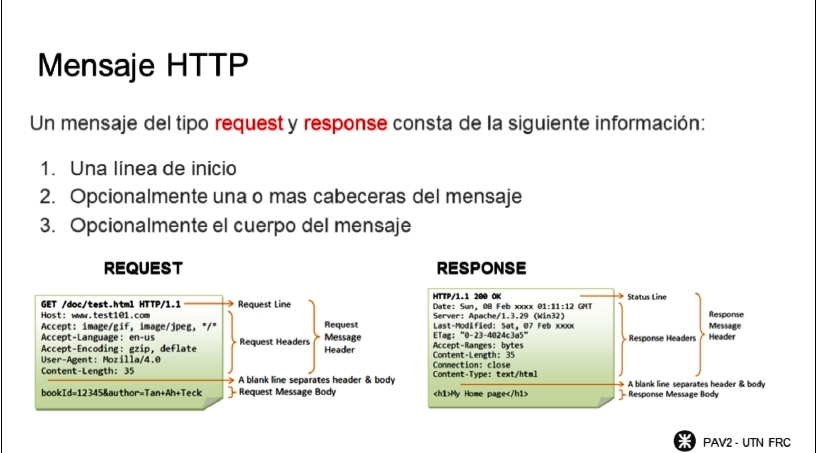 Mensaje HTTP
Un mensaje del tipo request y response consta de la siguiente información:
1. Una línea de inicio
2. Opcionalmente una o mas cabeceras del mensaje
3. Opcionalmente el cuerpo del mensaje
REQUEST
GET /doc/test.html HTTP/1.1
Host: www.test101.com
Accept: image/gif, image/jpeg, */*
Accept-Language: en-us
Accept-Encoding: gzip, deflate
User-Agent: Mozilla/4.0
Content-Length: 35
bookId=12345&author=Tan+Ah+Teck
Request Line
Request Headers
Request
Message
Header
A blank line separates header & body
Request Message Body
RESPONSE
HTTP/1.1 200 OK
Date: Sun, 08 Feb xxxx 01:11:12 GMT
Server: Apache/1.3.29 (Win32)
Last-Modified: Sat, 07 Feb xxxx
ETag: "0-23-4024c3a5"
Accept-Ranges: bytes
Content-Length: 35
Connection: close
Content-Type: text/html
<h1>My Home page</h1>
Status Line
Response Headers
Response
Message
Header
A blank line separates header & body
Response Message Body
PAV2 - UTN FRC